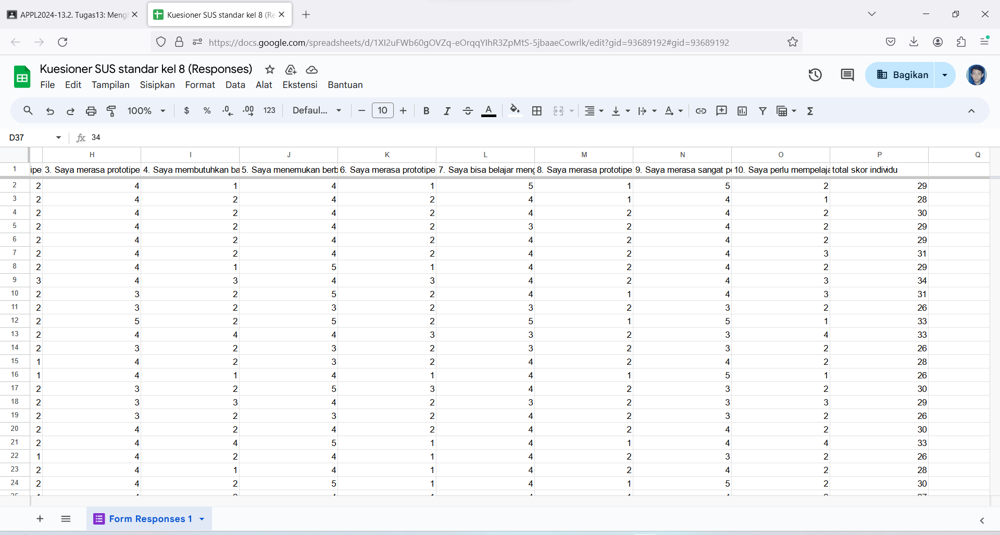 APPL2024-13.2. Tugas13: Mengh
Kuesioner SUS standar kel 8 (Re
https://docs.google.com/spreadsheets/d/1XI2uFWb60gOVZq-eOrqqYIhR3ZpMtS-5jbaaeCowrlk/edit?gid=93689192#gid=93689192
Kuesioner SUS standar kel 8 (Responses)
File Edit Tampilan Sisipkan Format Data Alat Ekstensi Bantuan
Bagikan
100% $ % .0 .00 123 Defaul... 10 B I A
D37 fx 34
H I J K L M N O P Q
1 ipe 3. Saya merasa prototipe 4. Saya membutuhkan ba 5. Saya menemukan berb 6. Saya merasa prototipe 7. Saya bisa belajar meng 8. Saya merasa prototipe 9. Saya merasa sangat pe 10. Saya perlu mempelaja total skor individu
2 2 4 1 4 1 5 1 5 2 29
3 2 4 2 4 2 4 1 4 1 28
4 2 4 2 4 2 4 2 4 2 30
5 2 4 2 4 2 3 2 4 2 29
6 2 4 2 4 2 4 2 4 2 29
7 2 4 2 4 2 4 2 4 3 31
8 2 4 1 5 1 4 2 4 2 29
9 3 4 3 4 3 4 2 4 3 34
10 2 3 2 5 2 4 1 4 3 31
11 2 3 2 3 2 3 2 3 2 26
12 2 5 2 5 2 5 1 5 1 33
13 2 4 4 4 3 3 2 3 4 33
14 2 3 2 3 2 3 2 3 2 26
15 1 4 2 3 2 4 2 4 2 28
16 1 4 1 4 1 4 1 5 1 26
17 2 3 2 5 3 4 2 3 2 30
18 2 3 3 4 2 3 2 3 3 29
19 2 3 2 3 2 4 2 3 2 26
20 2 4 2 4 2 4 2 4 2 30
21 2 4 4 5 1 4 1 4 4 33
22 1 4 2 4 1 4 2 3 2 26
23 2 4 1 4 1 4 2 4 2 28
24 2 4 2 5 1 4 1 5 2 30
Form Responses 1